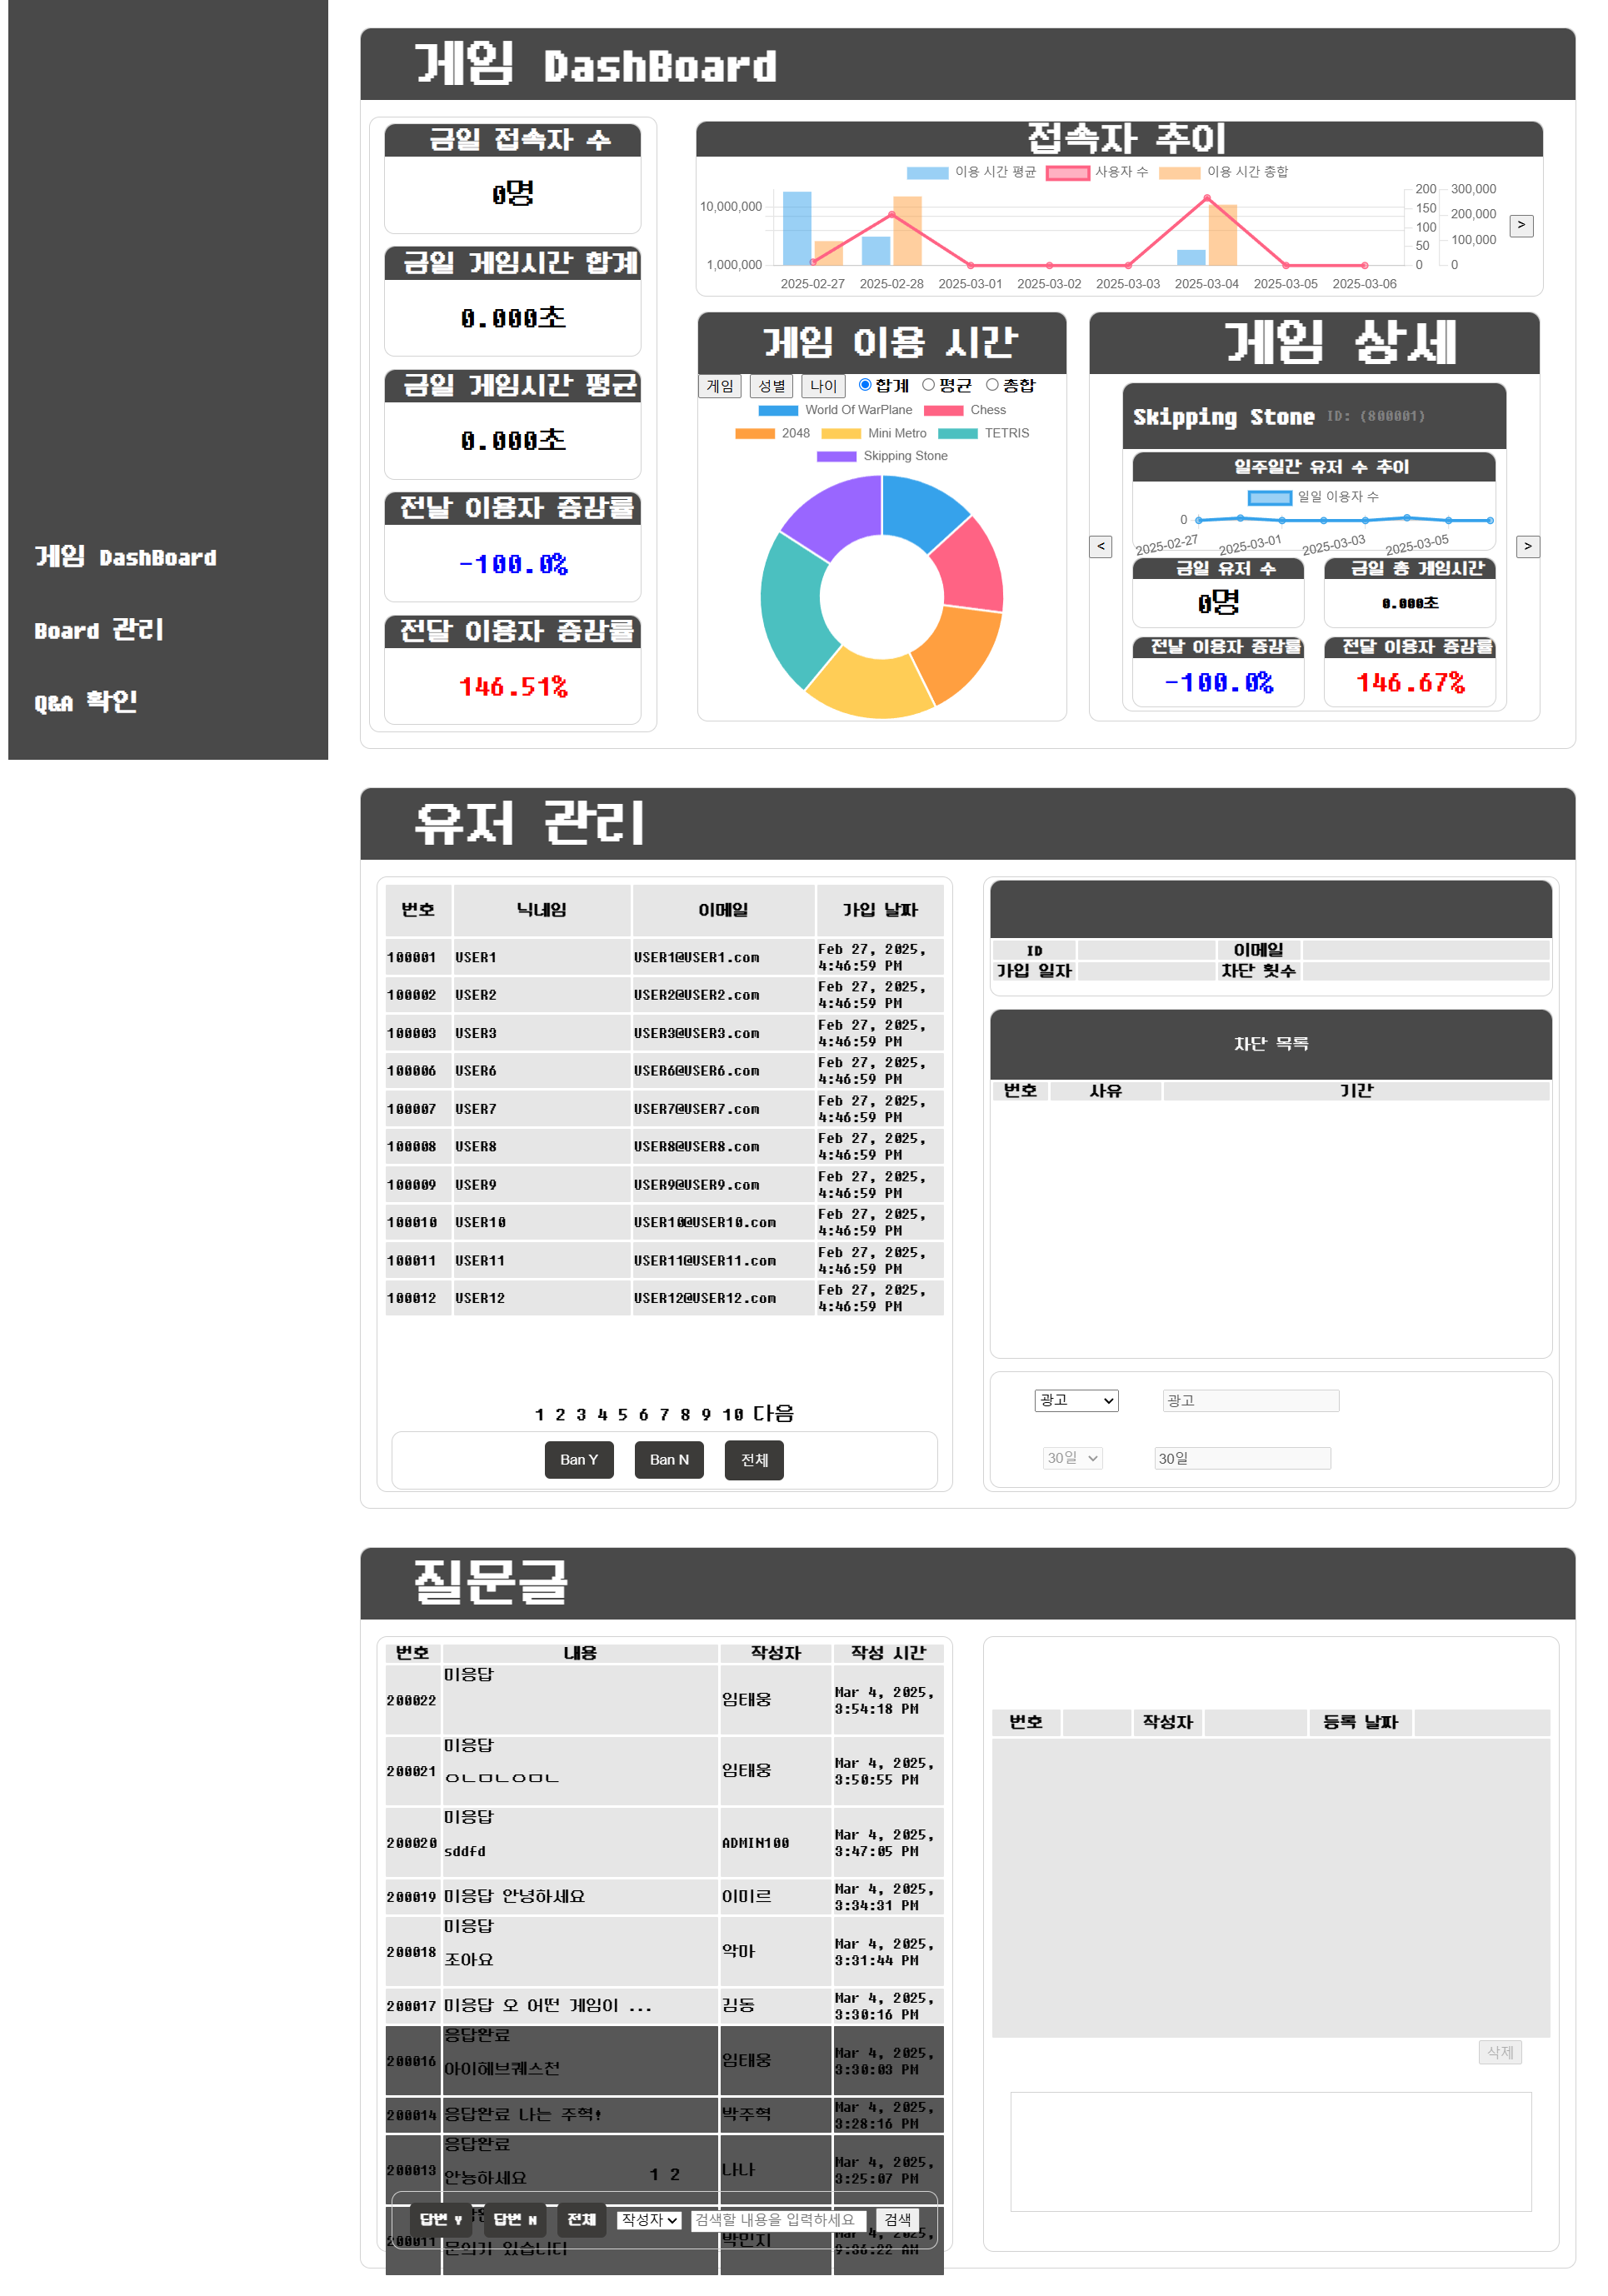 게임 DashBoard
Board 관리
Q&A 확인
게임 DashBoard
금일 접속자 수
0명
금일 게임시간 합계
0.000초
금일 게임시간 평균
0.000초
전날 이용자 증감률
-100.0%
전달 이용자 증감률
146.51%
접속자 추이
이용 시간 평균 사용자 수 이용 시간 총합
10,000,000
1,000,000
200 300,000
150 200,000
100
50 100,000
0 0
>
2025-02-27 2025-02-28 2025-03-01 2025-03-02 2025-03-03 2025-03-04 2025-03-05 2025-03-06
게임 이용 시간
게임 성별 나이 합계 평균 총합
World Of WarPlane Chess
2048 Mini Metro TETRIS
Skipping Stone
게임 상세
Skipping Stone ID: (800001)
일주일간 유저 수 추이
일일 이용자 수
0
2025-02-27 2025-03-01 2025-03-03 2025-03-05
< >
금일 유저 수 금일 총 게임시간
0명 0.000초
전날 이용자 증감률 전달 이용자 증감률
-100.0% 146.67%
유저 관리
번호 닉네임 이메일 가입 날짜
100001 USER1 USER1@USER1.com Feb 27, 2025, 4:46:59 PM
100002 USER2 USER2@USER2.com Feb 27, 2025, 4:46:59 PM
100003 USER3 USER3@USER3.com Feb 27, 2025, 4:46:59 PM
100006 USER6 USER6@USER6.com Feb 27, 2025, 4:46:59 PM
100007 USER7 USER7@USER7.com Feb 27, 2025, 4:46:59 PM
100008 USER8 USER8@USER8.com Feb 27, 2025, 4:46:59 PM
100009 USER9 USER9@USER9.com Feb 27, 2025, 4:46:59 PM
100010 USER10 USER10@USER10.com Feb 27, 2025, 4:46:59 PM
100011 USER11 USER11@USER11.com Feb 27, 2025, 4:46:59 PM
100012 USER12 USER12@USER12.com Feb 27, 2025, 4:46:59 PM
1 2 3 4 5 6 7 8 9 10 다음
Ban Y Ban N 전체
ID 이메일
가입 일자 차단 횟수
차단 목록
번호 사유 기간
광고 광고
30일 30일
질문글
번호 내용 작성자 작성 시간
200022 미응답 임태웅 Mar 4, 2025, 3:54:18 PM
200021 미응답 ㅇㄴㅁㄴㅇㅁㄴ 임태웅 Mar 4, 2025, 3:50:55 PM
200020 미응답 sddfd ADMIN100 Mar 4, 2025, 3:47:05 PM
200019 미응답 안녕하세요 이미르 Mar 4, 2025, 3:34:31 PM
200018 미응답 조아요 악마 Mar 4, 2025, 3:31:44 PM
200017 미응답 오 어떤 게임이 ... 김동 Mar 4, 2025, 3:30:16 PM
200016 응답완료 아이헤브궤스천 임태웅 Mar 4, 2025, 3:30:03 PM
200014 응답완료 나는 주혁! 박주혁 Mar 4, 2025, 3:28:16 PM
200013 응답완료 안뇽하세요 나나 Mar 4, 2025, 3:25:07 PM
1 2
200011 문의가 있습니다 박민지 Mar 4, 2025, 9:36:22 AM
답변 Y 답변 N 전체 작성자 검색할 내용을 입력하세요 검색
번호 작성자 등록 날짜
삭제